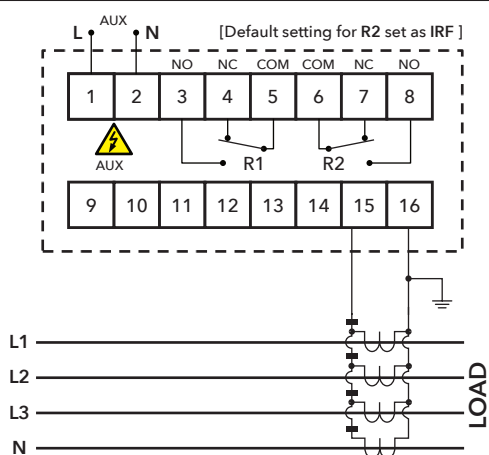 AUX
L N [Default setting for R2 set as IRF ]
NO NC COM COM NC NO
1 2 3 4 5 6 7 8
AUX R1 R2
9 10 11 12 13 14 15 16
L1
L2
L3
N
LOAD